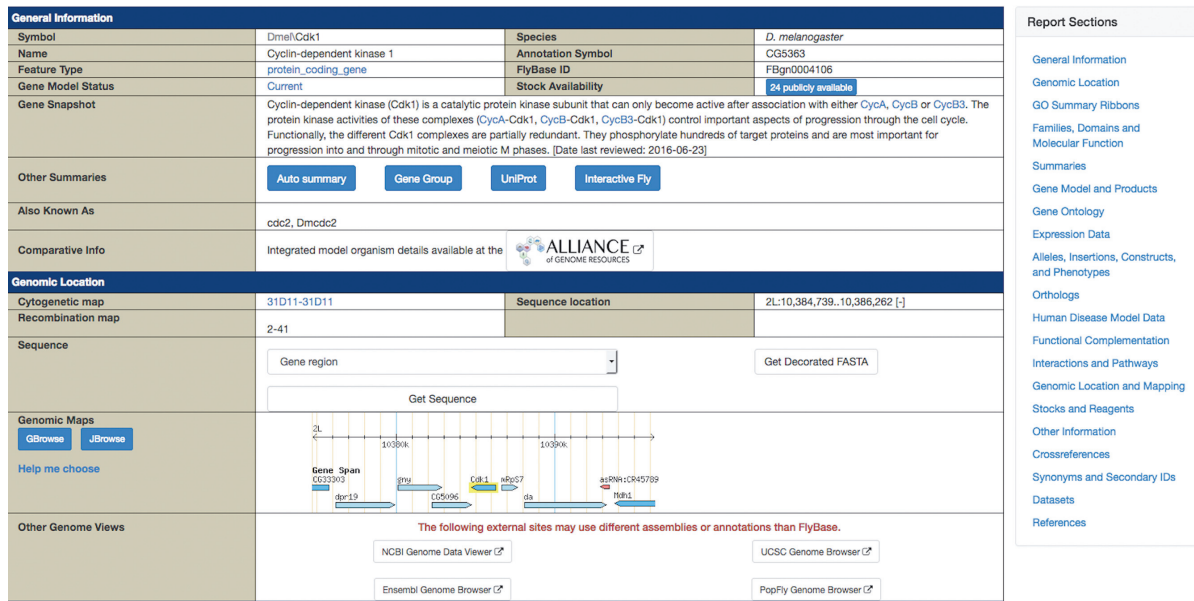 General Information
Symbol Dmel\Cdk1 Species D. melanogaster
Name Cyclin-dependent kinase 1 Annotation Symbol CG5363
Feature Type protein_coding_gene FlyBase ID FBgn0004106
Gene Model Status Current Stock Availability 24 publicly available
Gene Snapshot Cyclin-dependent kinase (Cdk1) is a catalytic protein kinase subunit that can only become active after association with either CycA, CycB or CycB3. The
protein kinase activities of these complexes (CycA-Cdk1, CycB-Cdk1, CycB3-Cdk1) control important aspects of progression through the cell cycle.
Functionally, the different Cdk1 complexes are partially redundant. They phosphorylate hundreds of target proteins and are most important for
progression into and through mitotic and meiotic M phases. [Date last reviewed: 2016-06-23]
Other Summaries Auto summary Gene Group UniProt Interactive Fly
Also Known As
cdc2, Dmcdc2
Comparative Info Integrated model organism details available at the ALLIANCE
of GENOME RESOURCES
Genomic Location
Cytogenetic map 31D11-31D11 Sequence location 2L:10,384,739..10,386,262 [-]
Recombination map
2-41
Sequence
Gene region Get Decorated FASTA
Get Sequence
Genomic Maps
GBrowse JBrowse
Help me choose
2L
10380k 10390k
Gene Span
CG33303 gny Cdk1 mRpS7 asRNA:CR45789
dpr19 CG5096 da Mdh1
Other Genome Views The following external sites may use different assemblies or annotations than FlyBase.
NCBI Genome Data Viewer UCSC Genome Browser
Ensembl Genome Browser PopFly Genome Browser
Report Sections
General Information
Genomic Location
GO Summary Ribbons
Families, Domains and
Molecular Function
Summaries
Gene Model and Products
Gene Ontology
Expression Data
Alleles, Insertions, Constructs,
and Phenotypes
Orthologs
Human Disease Model Data
Functional Complementation
Interactions and Pathways
Genomic Location and Mapping
Stocks and Reagents
Other Information
Crossreferences
Synonyms and Secondary IDs
Datasets
References